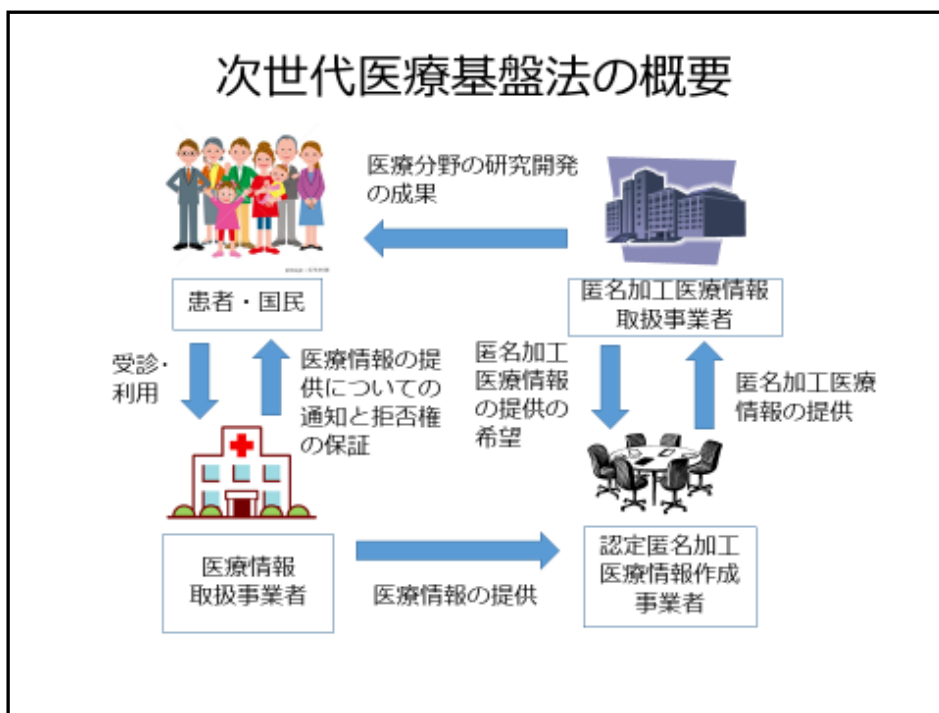 次世代医療基盤法の概要
医療分野の研究開発
の成果
患者・国民
匿名加工医療情報
取扱事業者
受診・
利用
医療情報の提
供についての
通知と拒否権
の保証
匿名加工
医療情報
の提供の
希望
匿名加工医療
情報の提供
医療情報
取扱事業者
医療情報の提供
認定匿名加工
医療情報作成
事業者